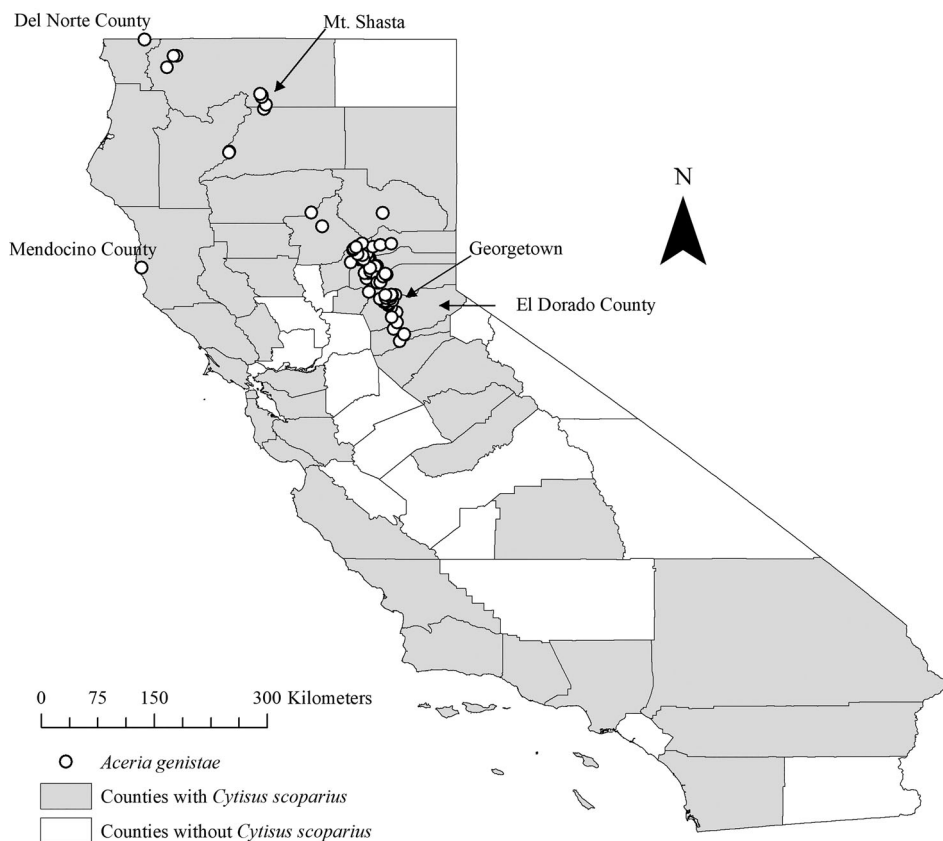 Del Norte County
Mt. Shasta
N
Mendocino County
Georgetown
El Dorado County
0 75 150 300 Kilometers
Aceria genistae
Counties with Cytisus scoparius
Counties without Cytisus scoparius